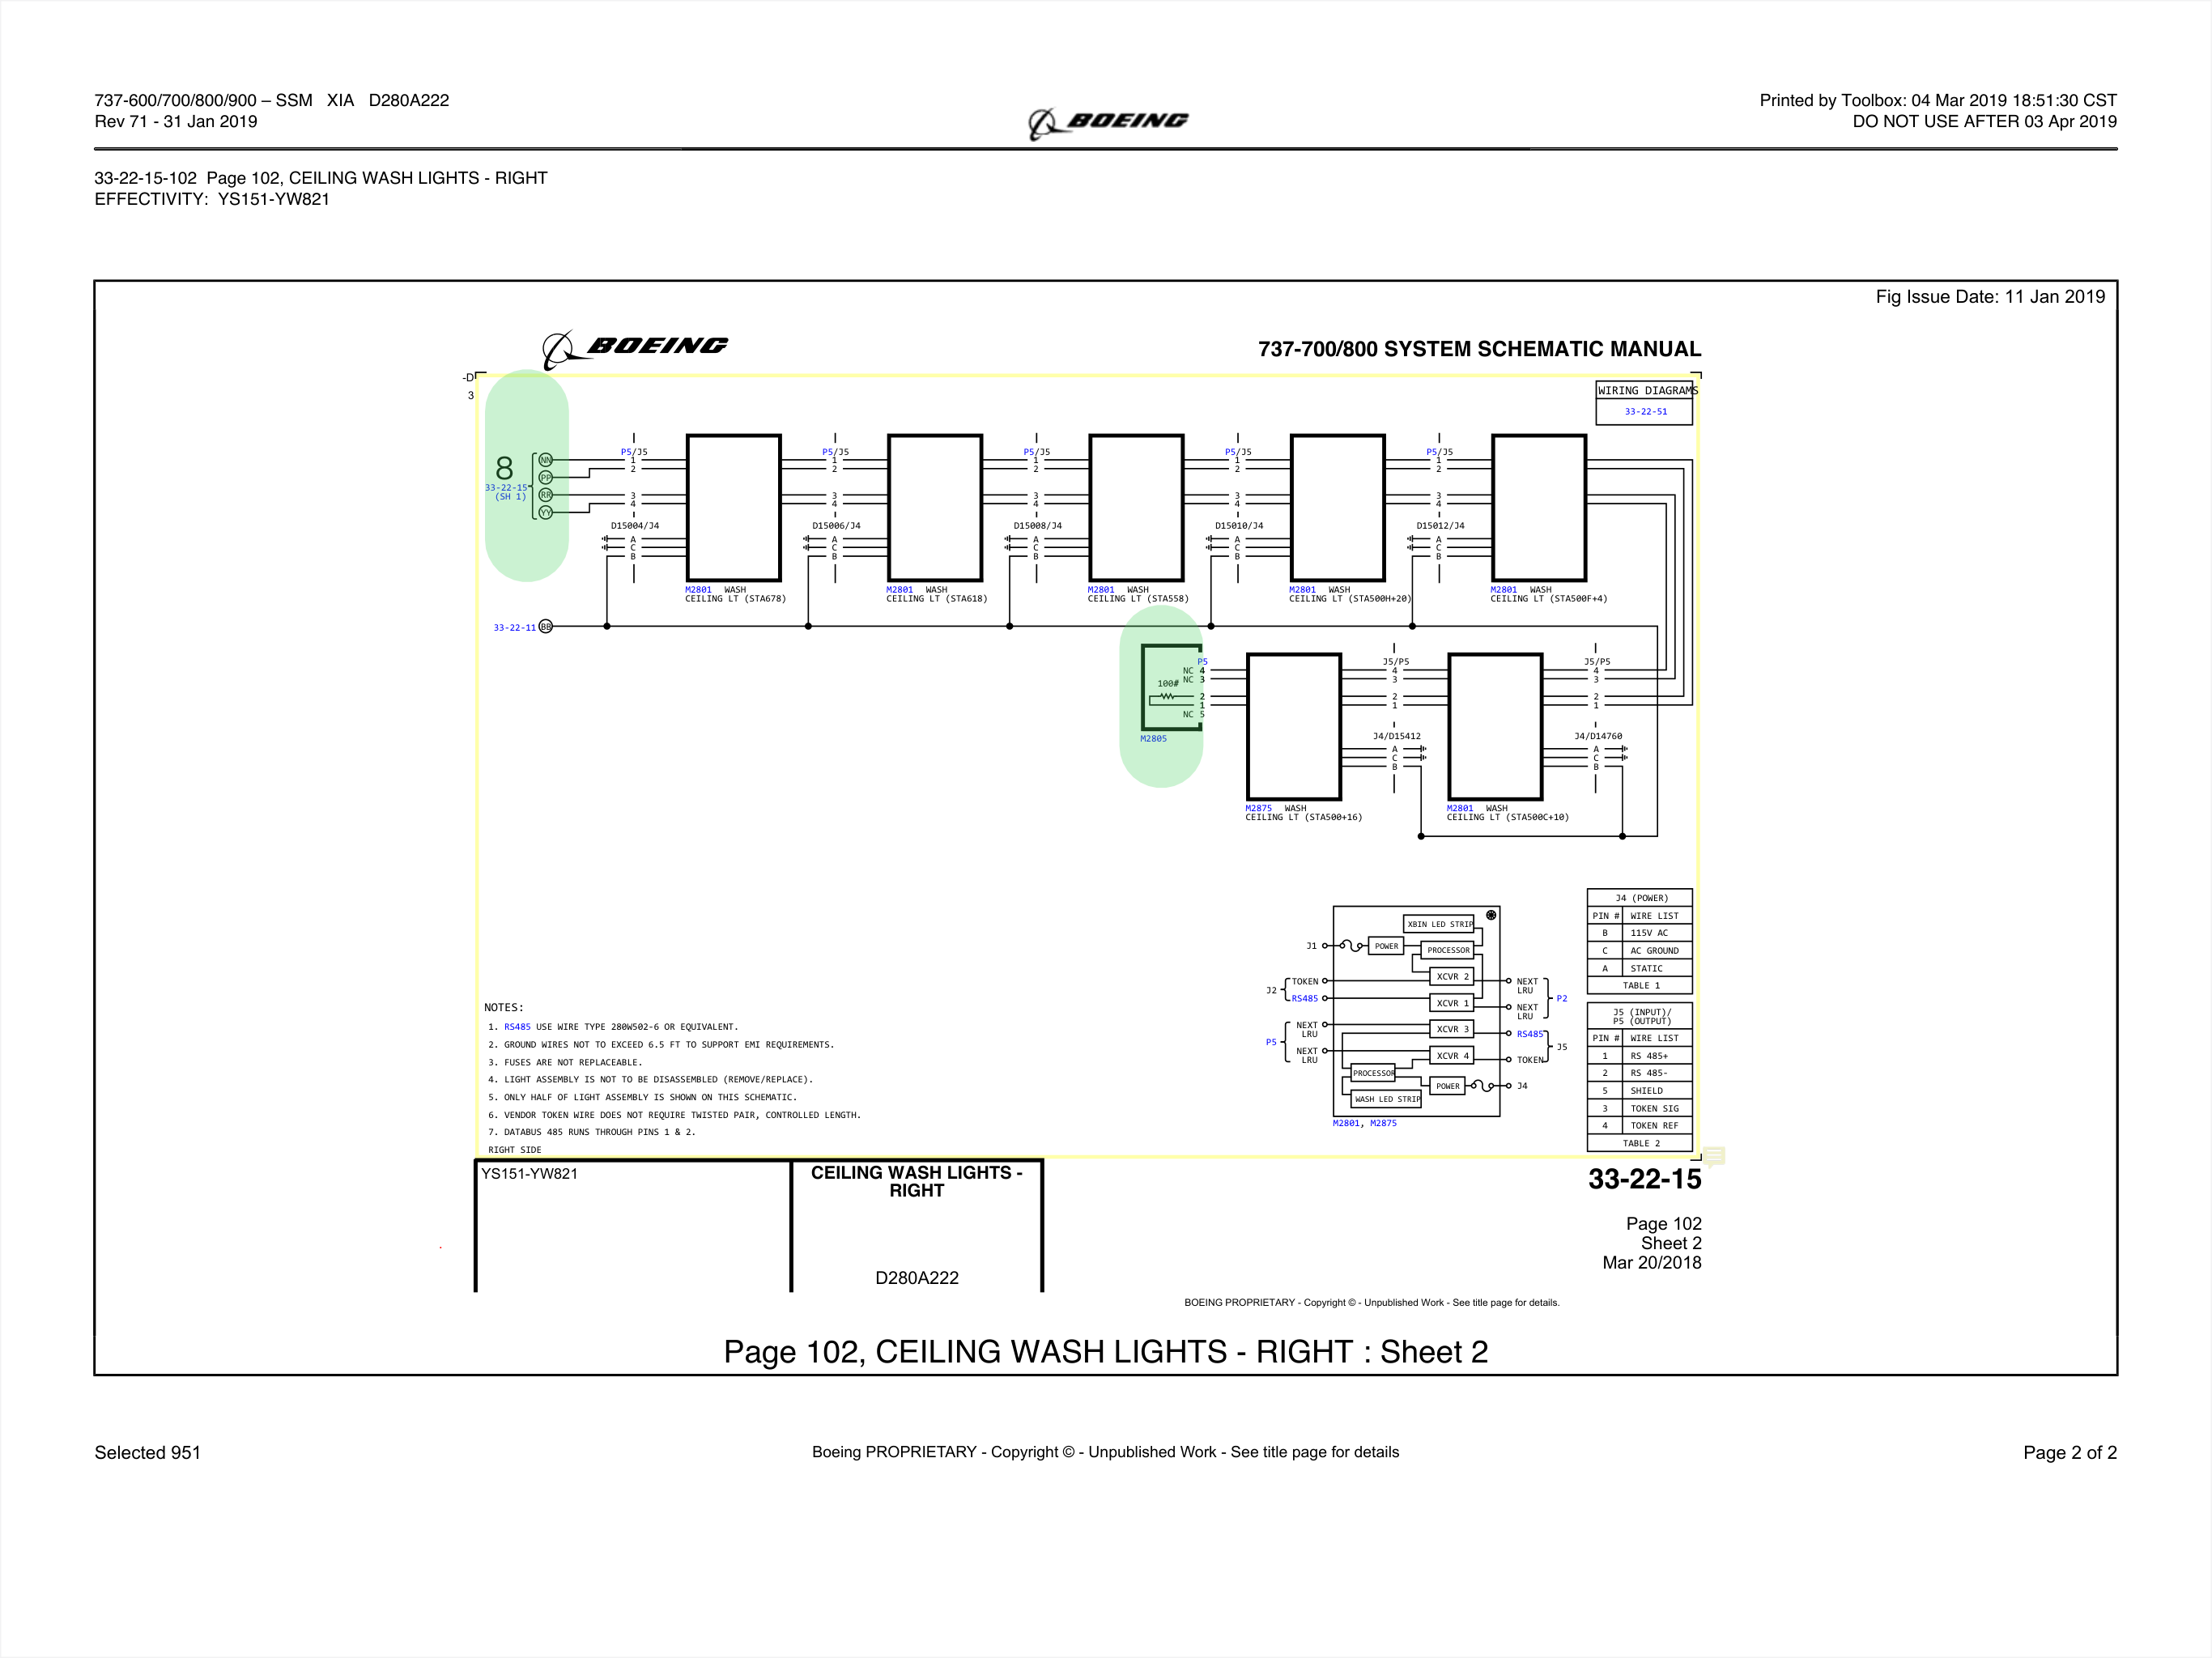 737-600/700/800/900 – SSM   XIA   D280A222
Rev 71 - 31 Jan 2019
BOEING
Printed by Toolbox: 04 Mar 2019 18:51:30 CST
DO NOT USE AFTER 03 Apr 2019
33-22-15-102  Page 102, CEILING WASH LIGHTS - RIGHT
EFFECTIVITY:  YS151-YW821
Fig Issue Date: 11 Jan 2019
BOEING
737-700/800 SYSTEM SCHEMATIC MANUAL
-D
3
WIRING DIAGRAMS
33-22-51
8
33-22-15
(SH 1)
NN
PP
RR
YY
P5/J5
1
2
3
4
D15004/J4
A
C
B
M2801 WASH
CEILING LT (STA678)
P5/J5
1
2
3
4
D15006/J4
A
C
B
M2801 WASH
CEILING LT (STA618)
P5/J5
1
2
3
4
D15008/J4
A
C
B
M2801 WASH
CEILING LT (STA558)
P5/J5
1
2
3
4
D15010/J4
A
C
B
M2801 WASH
CEILING LT (STA500H+20)
P5/J5
1
2
3
4
D15012/J4
A
C
B
M2801 WASH
CEILING LT (STA500F+4)
33-22-11 BB
P5
NC 4
NC 3
100#
2
1
NC 5
M2805
J5/P5
4
3
2
1
J4/D15412
A
C
B
M2875 WASH
CEILING LT (STA500+16)
J5/P5
4
3
2
1
J4/D14760
A
C
B
M2801 WASH
CEILING LT (STA500C+10)
XBIN LED STRIP
J1
POWER
PROCESSOR
XCVR 2
J2
TOKEN
RS485
XCVR 1
NEXT
LRU
NEXT
LRU
P2
P5
NEXT
LRU
NEXT
LRU
XCVR 3
XCVR 4
RS485
TOKEN
J5
PROCESSOR
POWER
J4
WASH LED STRIP
M2801, M2875
J4 (POWER)
PIN # WIRE LIST
B 115V AC
C AC GROUND
A STATIC
TABLE 1
J5 (INPUT)/
P5 (OUTPUT)
PIN # WIRE LIST
1 RS 485+
2 RS 485-
5 SHIELD
3 TOKEN SIG
4 TOKEN REF
TABLE 2
NOTES:
1. RS485 USE WIRE TYPE 280W502-6 OR EQUIVALENT.
2. GROUND WIRES NOT TO EXCEED 6.5 FT TO SUPPORT EMI REQUIREMENTS.
3. FUSES ARE NOT REPLACEABLE.
4. LIGHT ASSEMBLY IS NOT TO BE DISASSEMBLED (REMOVE/REPLACE).
5. ONLY HALF OF LIGHT ASSEMBLY IS SHOWN ON THIS SCHEMATIC.
6. VENDOR TOKEN WIRE DOES NOT REQUIRE TWISTED PAIR, CONTROLLED LENGTH.
7. DATABUS 485 RUNS THROUGH PINS 1 & 2.
RIGHT SIDE
YS151-YW821
CEILING WASH LIGHTS -
RIGHT
D280A222
33-22-15
Page 102
Sheet 2
Mar 20/2018
BOEING PROPRIETARY - Copyright © - Unpublished Work - See title page for details.
Page 102, CEILING WASH LIGHTS - RIGHT : Sheet 2
Selected 951
Boeing PROPRIETARY - Copyright © - Unpublished Work - See title page for details
Page 2 of 2